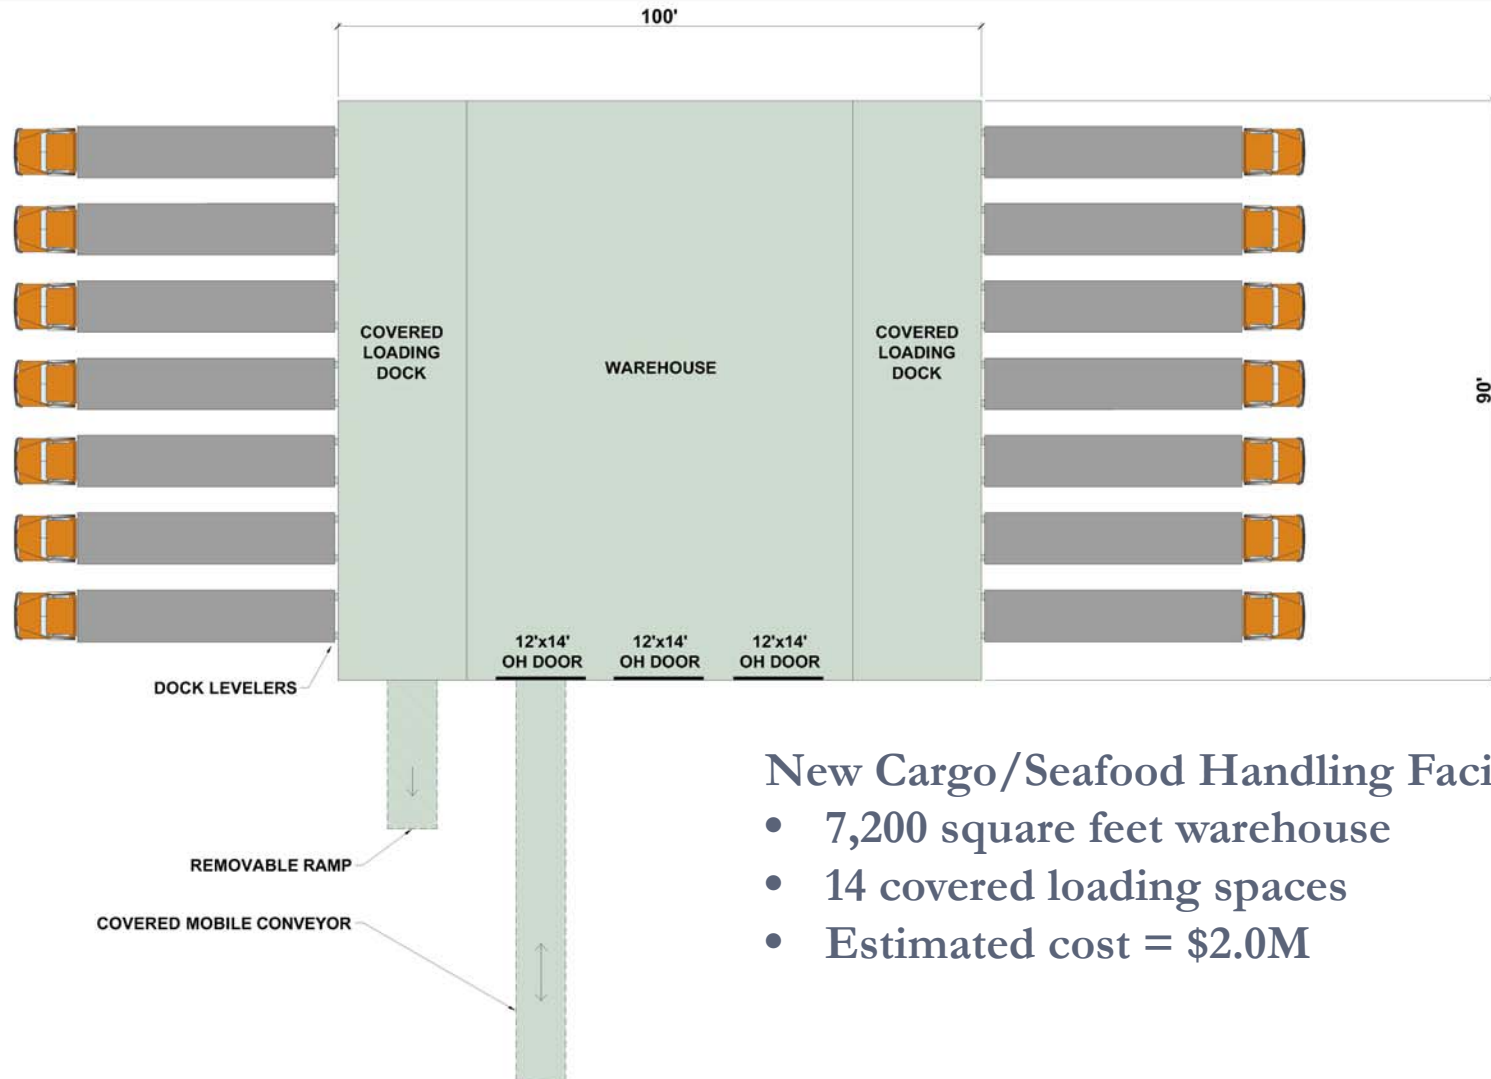 100'
COVERED
LOADING
DOCK
WAREHOUSE
COVERED
LOADING
DOCK
90'
12'x14'
OH DOOR
12'x14'
OH DOOR
12'x14'
OH DOOR
DOCK LEVELERS
REMOVABLE RAMP
COVERED MOBILE CONVEYOR
New Cargo/Seafood Handling Faci
• 7,200 square feet warehouse
• 14 covered loading spaces
• Estimated cost = $2.0M